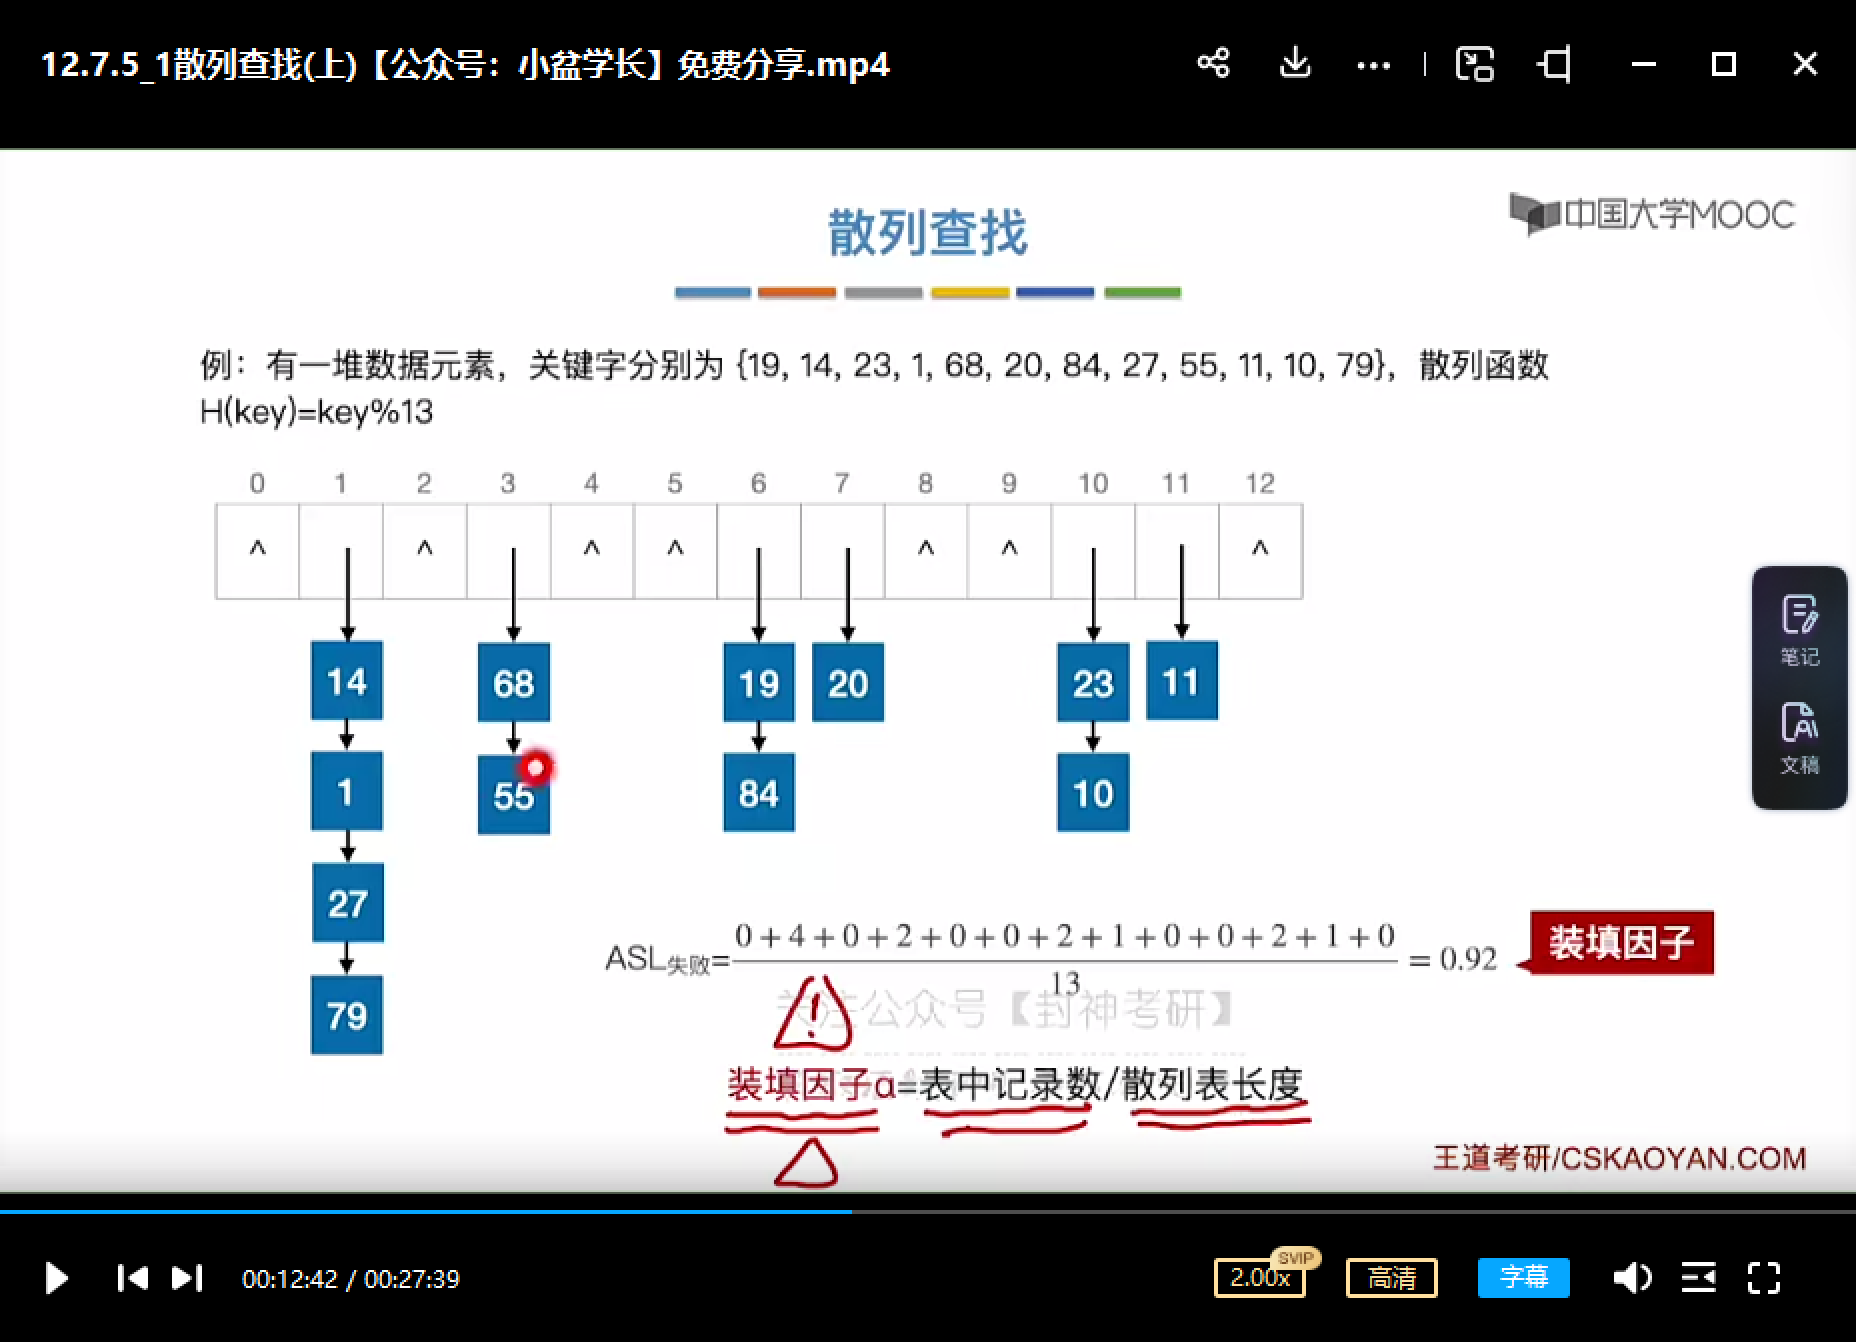 12.7.5_1散列查找(上)【公众号：小盆学长】免费分享.mp4
中国大学MOOC
散列查找
例：有一堆数据元素，关键字分别为 {19, 14, 23, 1, 68, 20, 84, 27, 55, 11, 10, 79}，散列函数
H(key)=key%13
0 1 2 3 4 5 6 7 8 9 10 11 12
^ ^ ^ ^ ^ ^ ^
14 68 19 20 23 11
1 55 84 10
27
79
笔记
文稿
ASL失败= 0+4+0+2+0+0+2+1+0+0+2+1+0 = 0.92
13
装填因子
关注公众号【封神考研】
!
装填因子α=表中记录数/散列表长度
王道考研/CSKAOYAN.COM
00:12:42 / 00:27:39
2.00x
SVIP
高清
字幕